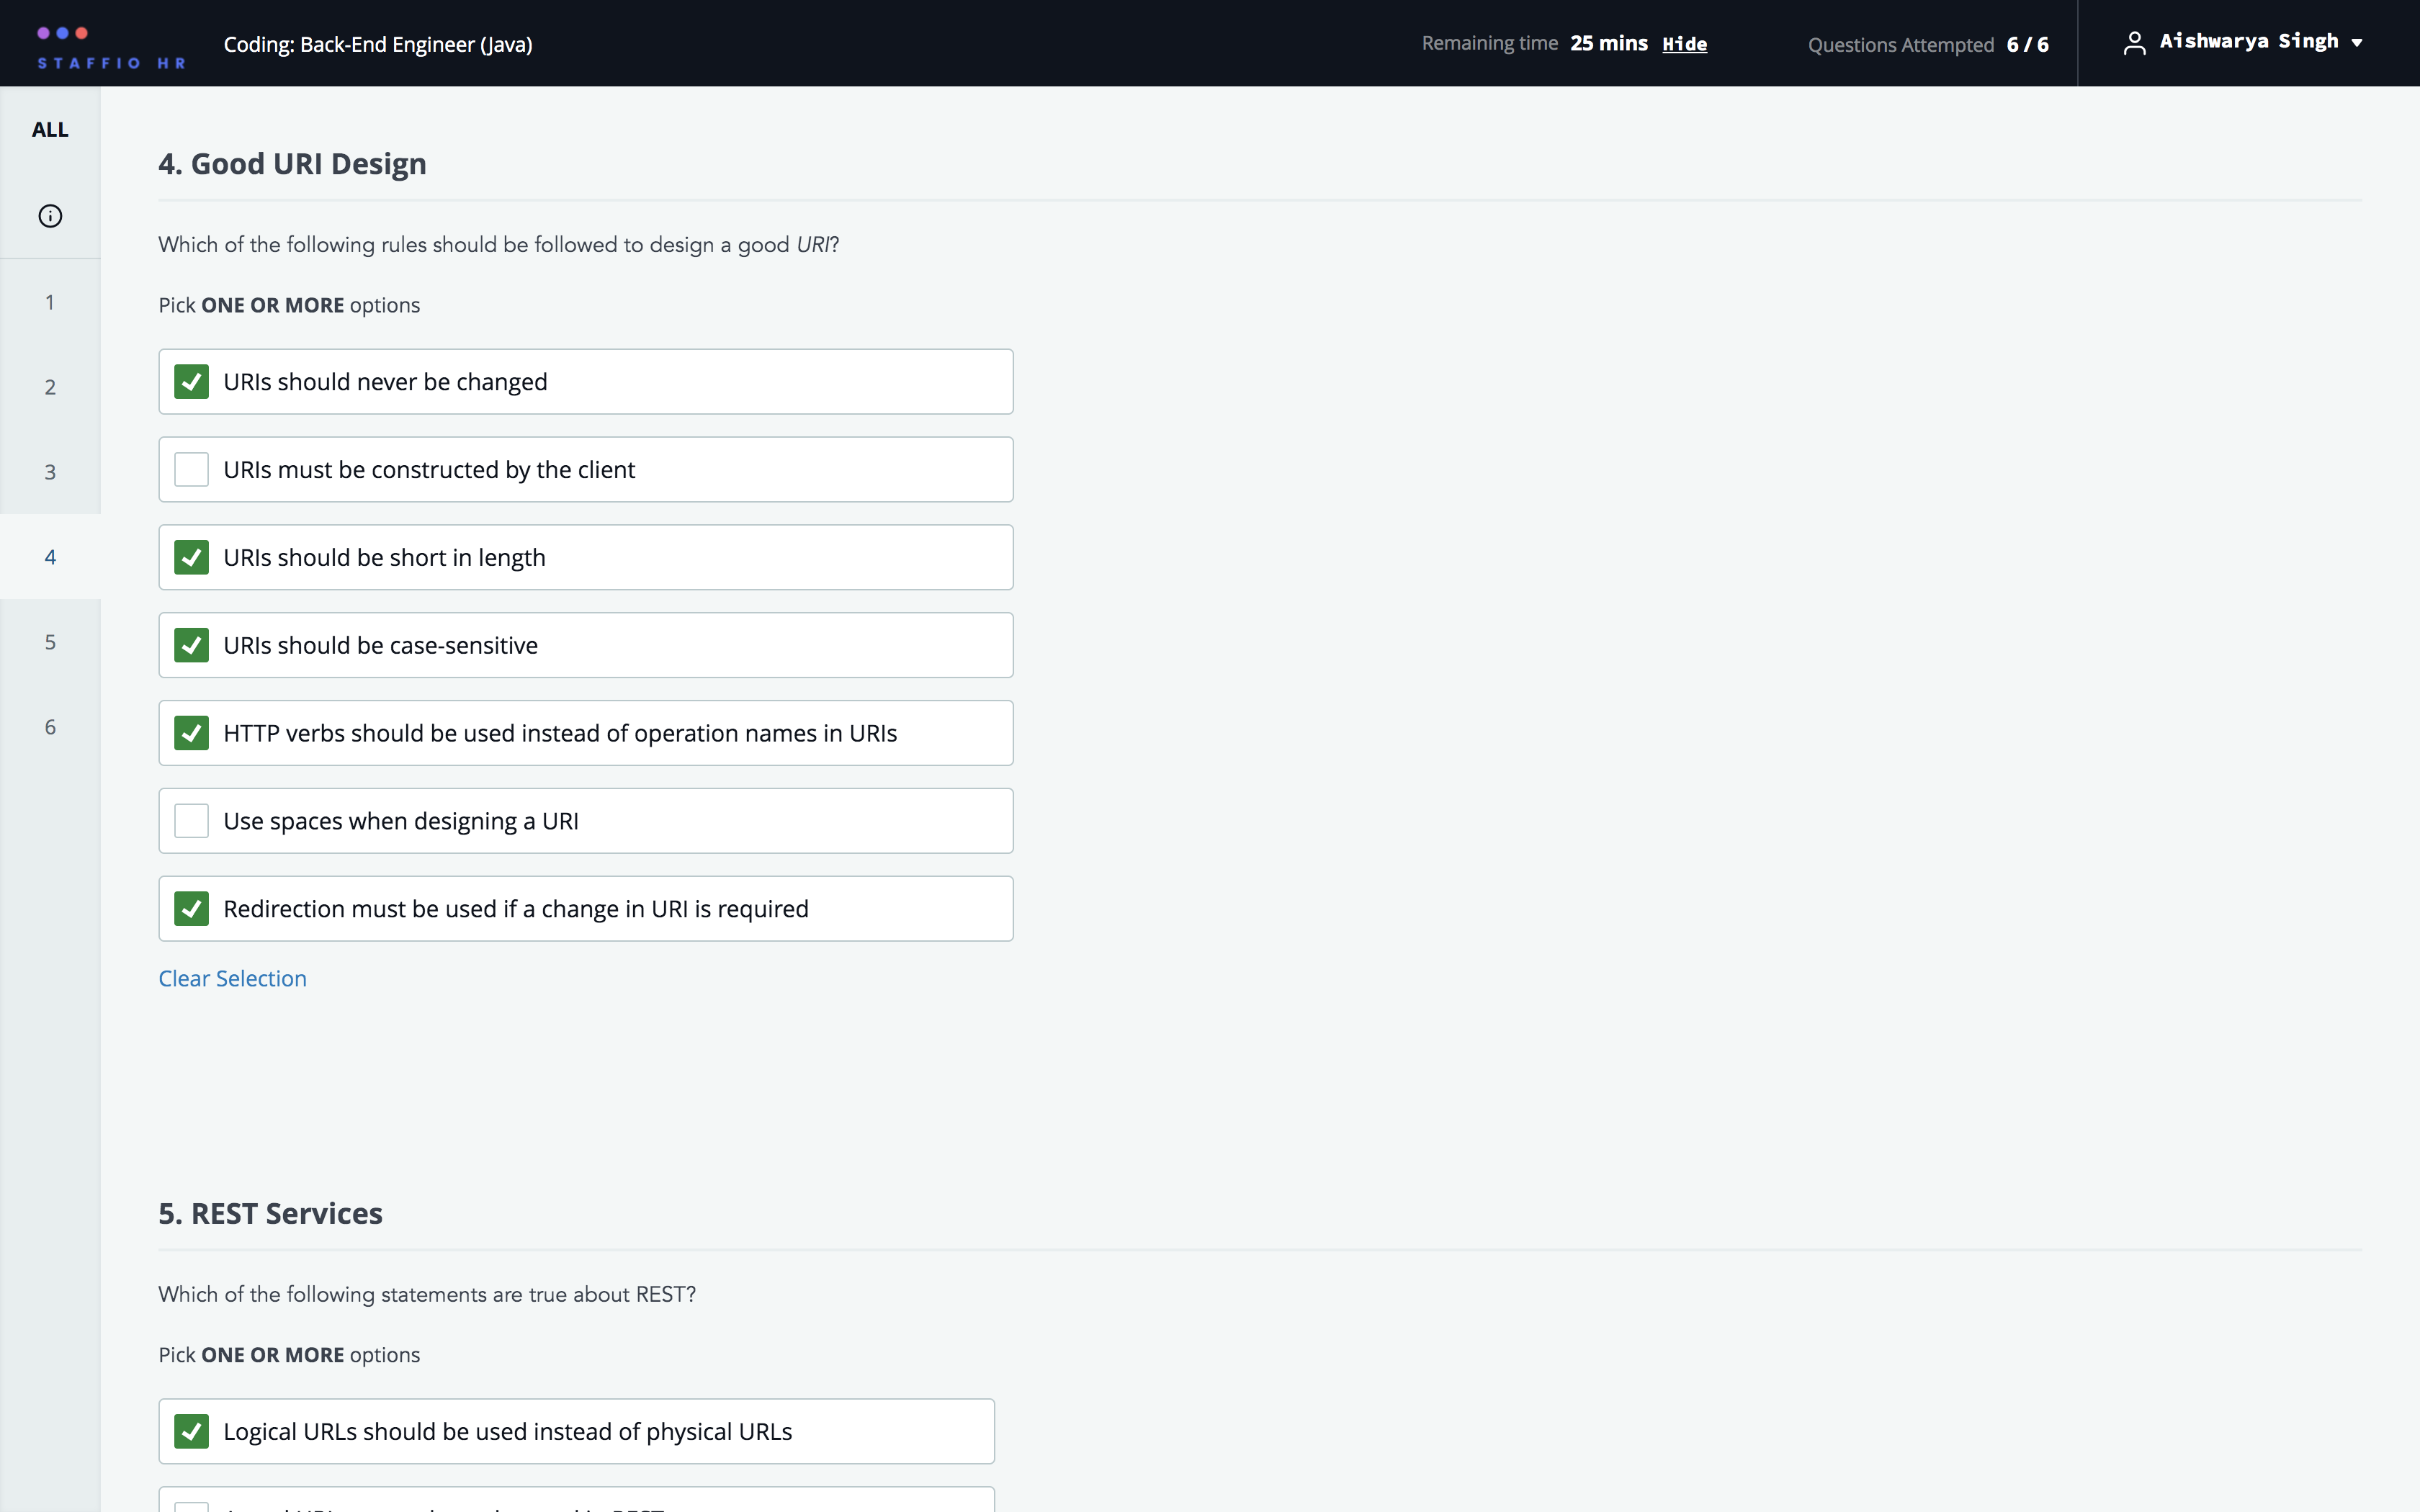 STAFFIO HR
Coding: Back-End Engineer (Java)
Remaining time 25 mins Hide
Questions Attempted 6 / 6
Aishwarya Singh
ALL
1
2
3
4
5
6
4. Good URI Design
Which of the following rules should be followed to design a good URI?
Pick ONE OR MORE options
URIs should never be changed
URIs must be constructed by the client
URIs should be short in length
URIs should be case-sensitive
HTTP verbs should be used instead of operation names in URIs
Use spaces when designing a URI
Redirection must be used if a change in URI is required
Clear Selection
5. REST Services
Which of the following statements are true about REST?
Pick ONE OR MORE options
Logical URLs should be used instead of physical URLs